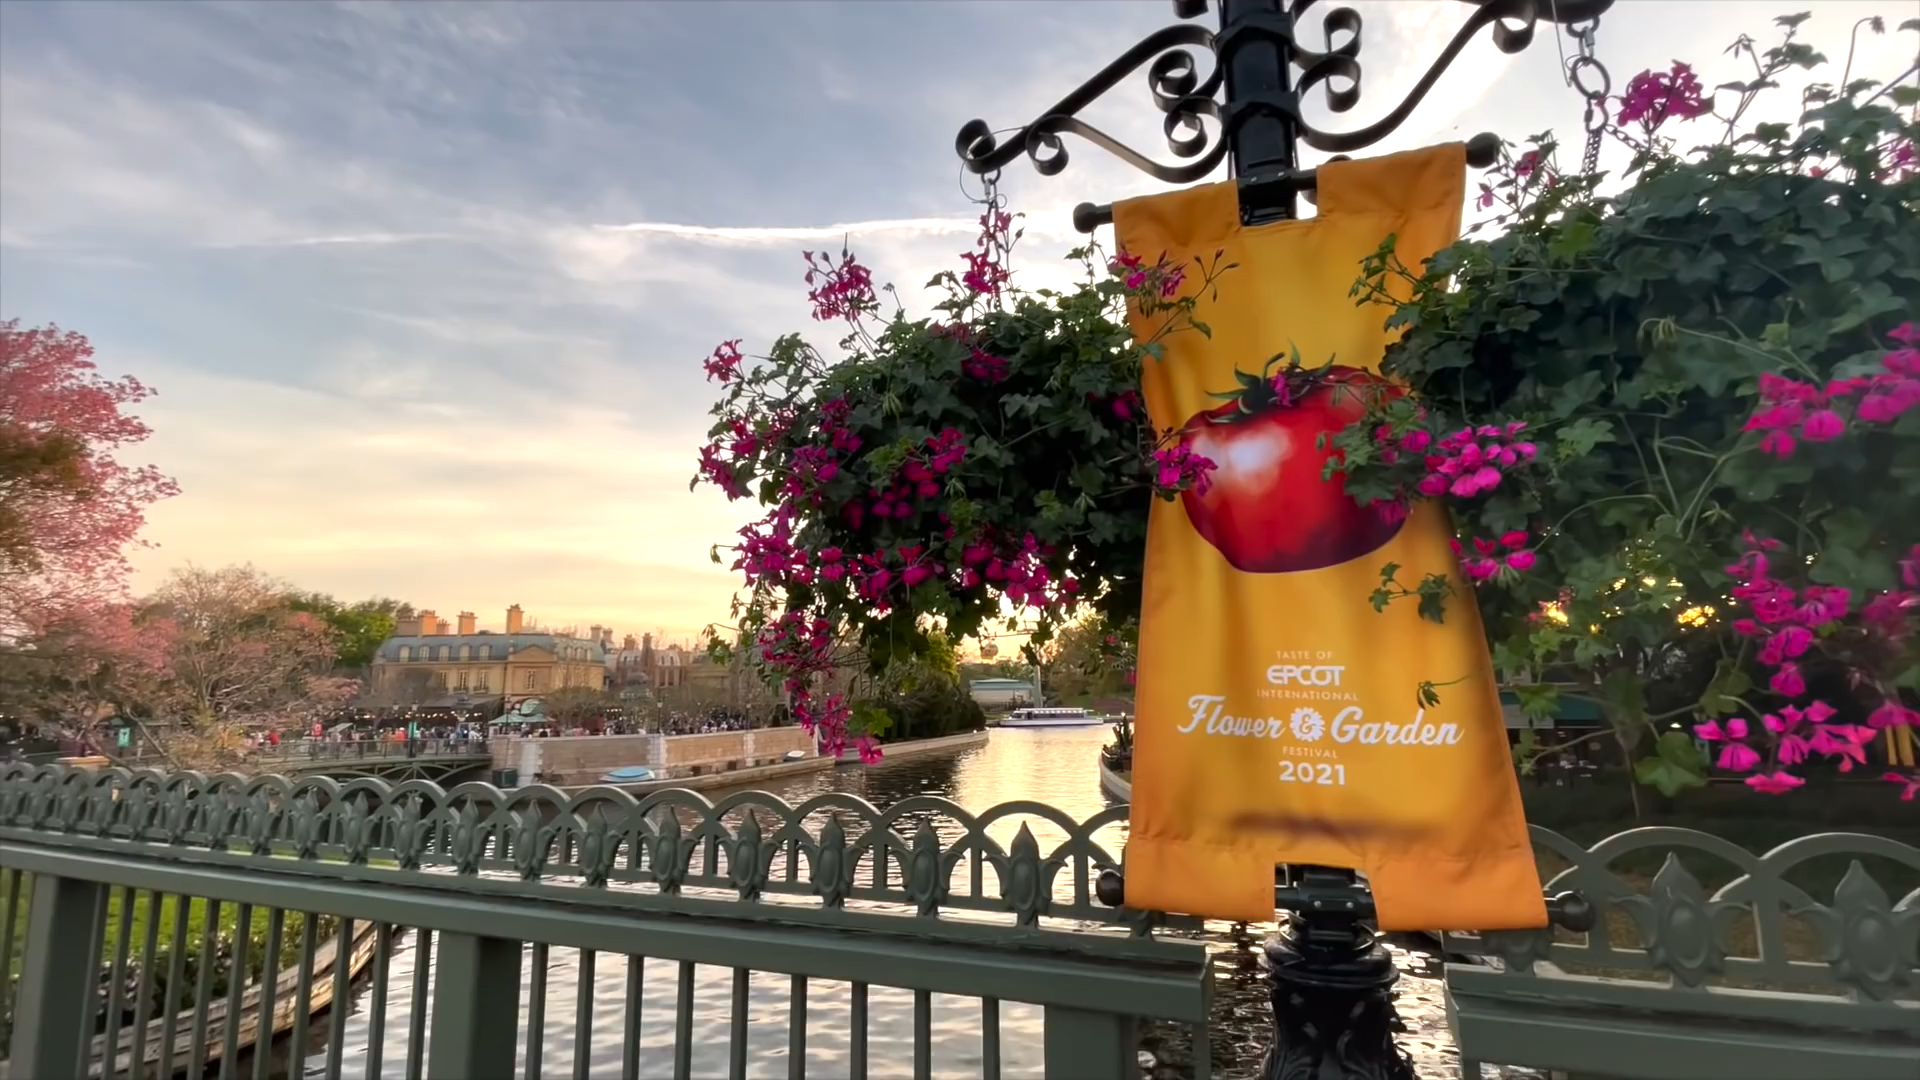 TASTE OF
EPCOT
INTERNATIONAL
Flower & Garden
FESTIVAL
2021